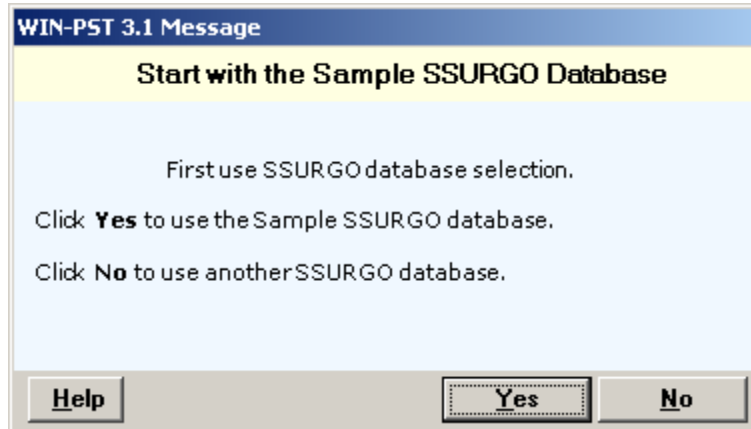 WIN-PST 3.1 Message
Start with the Sample SSURGO Database
First use SSURGO database selection.
Click Yes to use the Sample SSURGO database.
Click No to use another SSURGO database.
Help Yes No